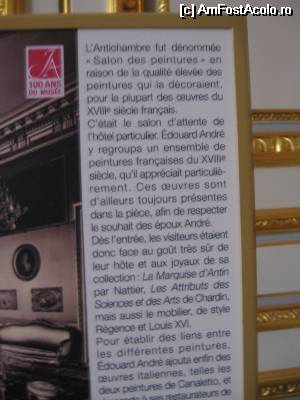 (c) AmFostAcolo.ro
100 ANS
DU MUSÉE
L'Antichambre fut dénommée
« Salon des peintures » en
raison de la qualité élevée des
peintures qui la décoraient,
pour la plupart des œuvres du
XVIIIe siècle français.
C'était le salon d'attente de
l'hôtel particulier. Édouard André
y regroupa un ensemble de
peintures françaises du XVIIIe
siècle, qu'il appréciait particuliè-
rement. Ces œuvres sont
d'ailleurs toujours présentes
dans la pièce, afin de respecter
le souhait des époux André.
Dès l'entrée, les visiteurs étaient
donc face au goût très sûr de
leur hôte et aux joyaux de sa
collection : La Marquise d'Antin
par Nattier, Les Attributs des
Sciences et des Arts de Chardin,
mais aussi le mobilier, de style
Régence et Louis XVI.
Pour établir des liens entre
les différentes peintures,
Édouard André ajouta enfin des
œuvres italiennes, telles les
deux peintures de Canaletto, et
ses restaurateurs de